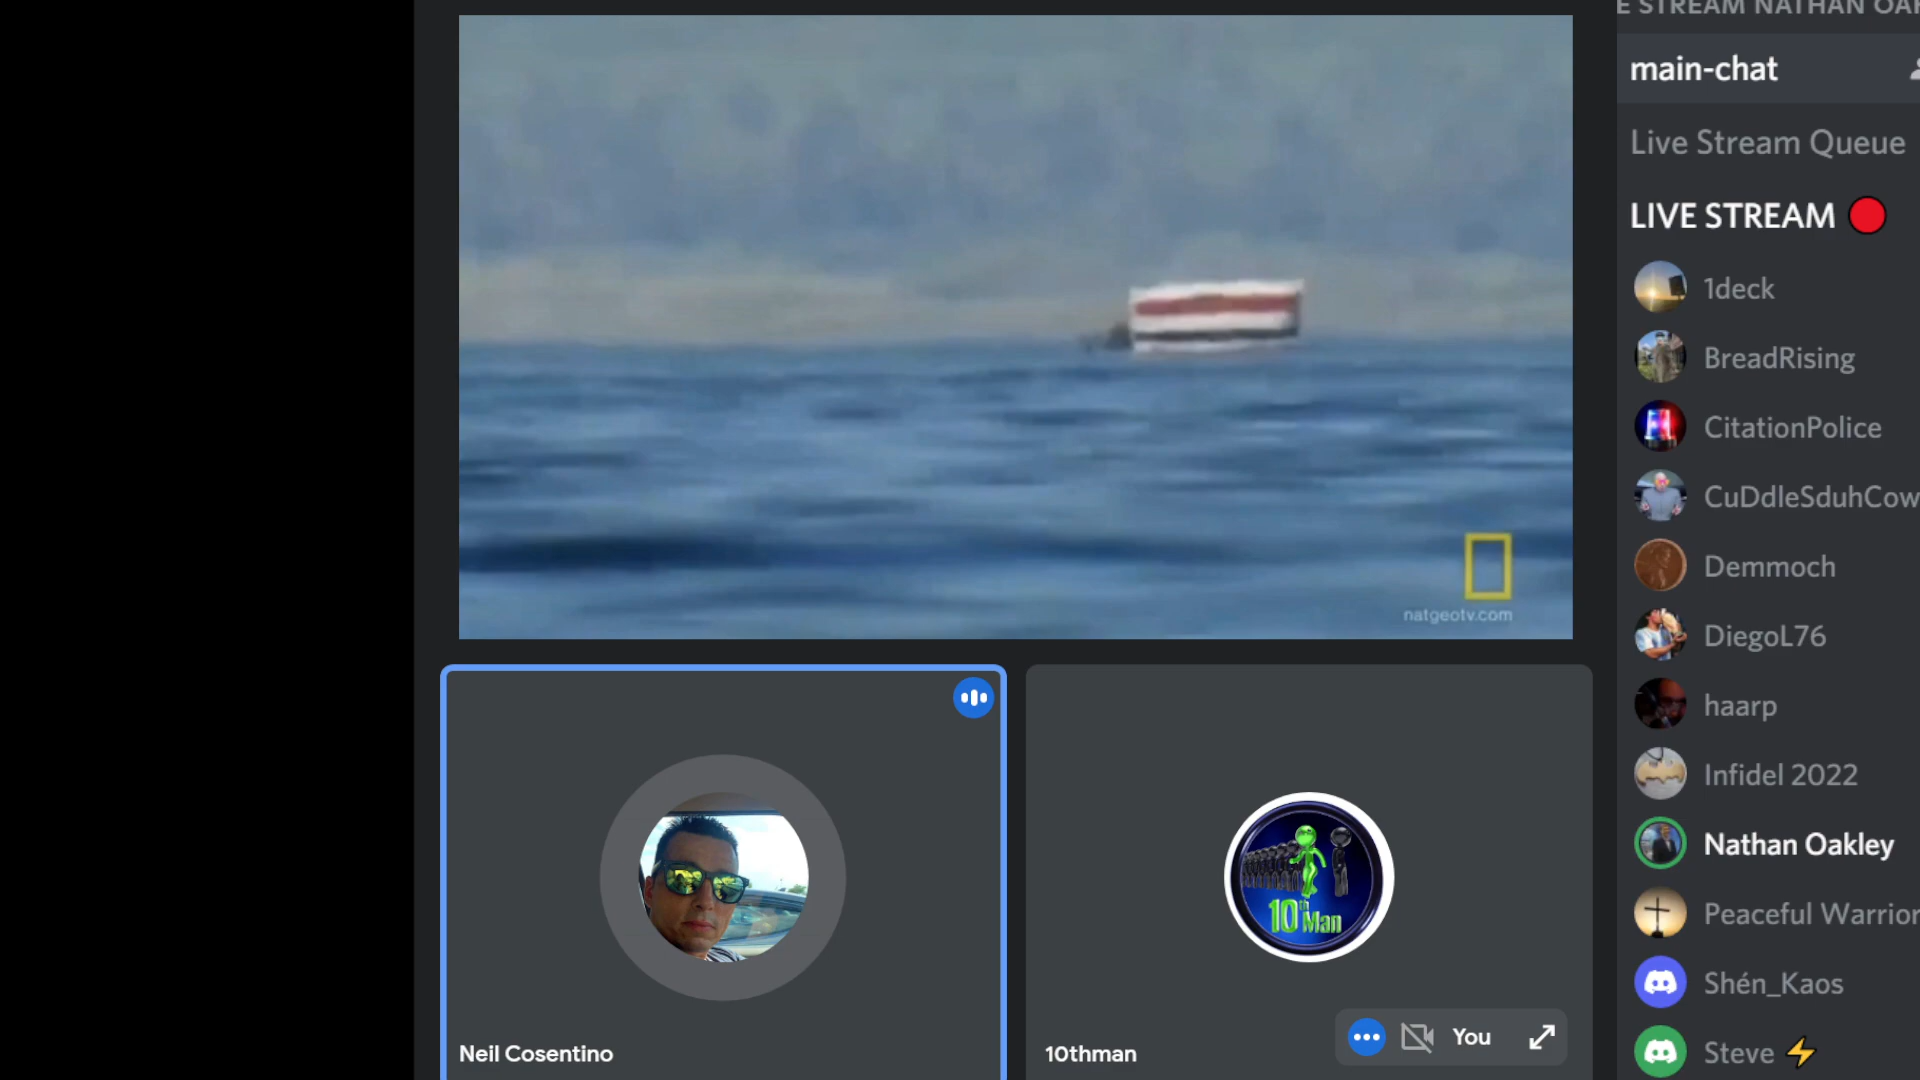 E STREAM NATHAN OAK
main-chat
Live Stream Queue
LIVE STREAM
1deck
BreadRising
CitationPolice
CuDdleSduhCow
Demmoch
DiegoL76
haarp
Infidel 2022
Nathan Oakley
Peaceful Warrior
Shén_Kaos
Steve
natgeotv.com
10th Man
Neil Cosentino
10thman
You